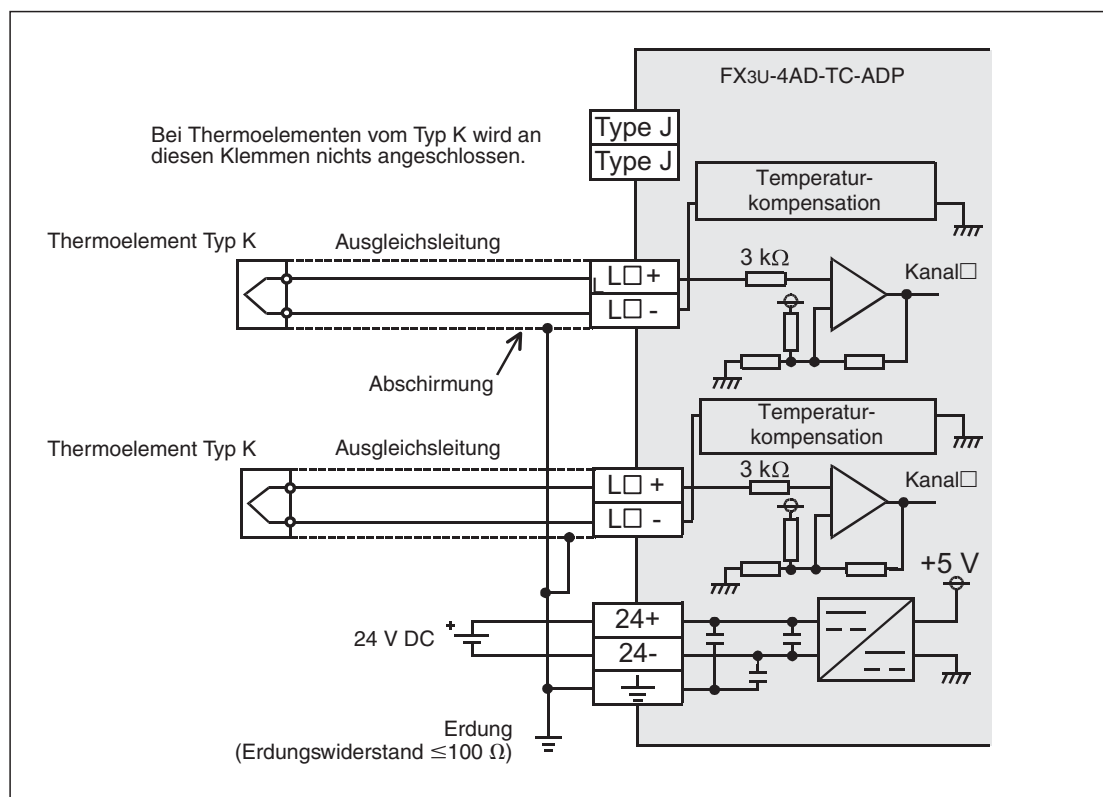 FX3U-4AD-TC-ADP
Bei Thermoelementen vom Typ K wird an
diesen Klemmen nichts angeschlossen.
Type J
Type J
Temperatur-
kompensation
Thermoelement Typ K
Ausgleichsleitung
L□ +
L
L□ -
3 kΩ
Kanal□
Abschirmung
Temperatur-
kompensation
Thermoelement Typ K
Ausgleichsleitung
L□ +
L□ -
3 kΩ
Kanal□
+5 V
24 V DC
+
24+
24-
Erdung
(Erdungswiderstand ≤100 Ω)